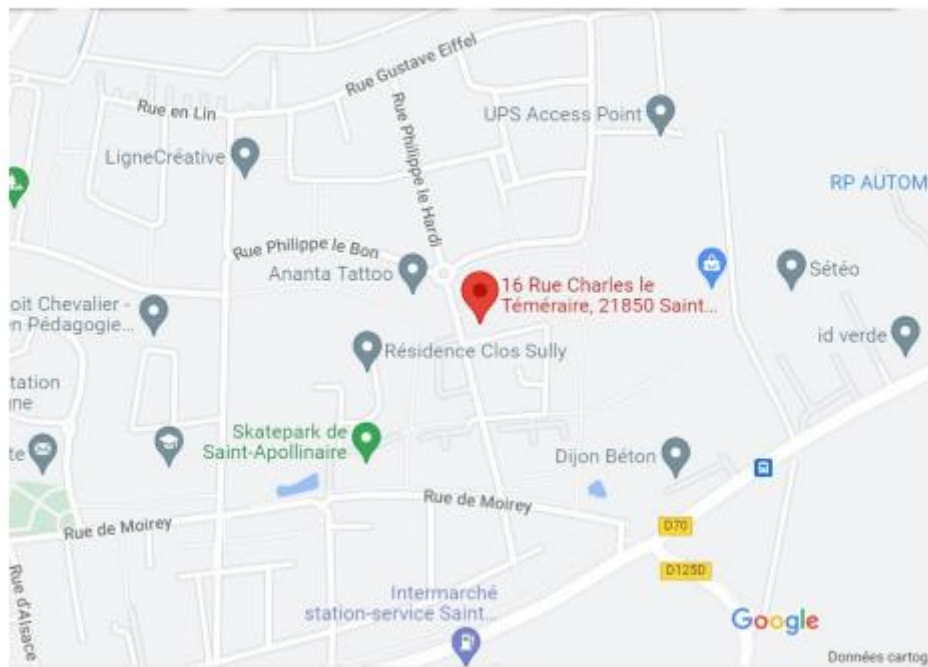 Rue Gustave Eiffel
Rue en Lin
Rue Philippe le Hardi
UPS Access Point
LigneCréative
RP AUTOM
Rue Philippe le Bon
Ananta Tattoo
Sétéo
16 Rue Charles le
Téméraire, 21850 Saint...
oit Chevalier -
en Pédagogie...
id verde
Résidence Clos Sully
tation
ne
Skatepark de
Saint-Apollinaire
te
Dijon Béton
Rue de Moirey
Rue de Moirey
D70
D125D
Rue d'Alsace
Intermarché
station-service Saint...
Google
Données cartog